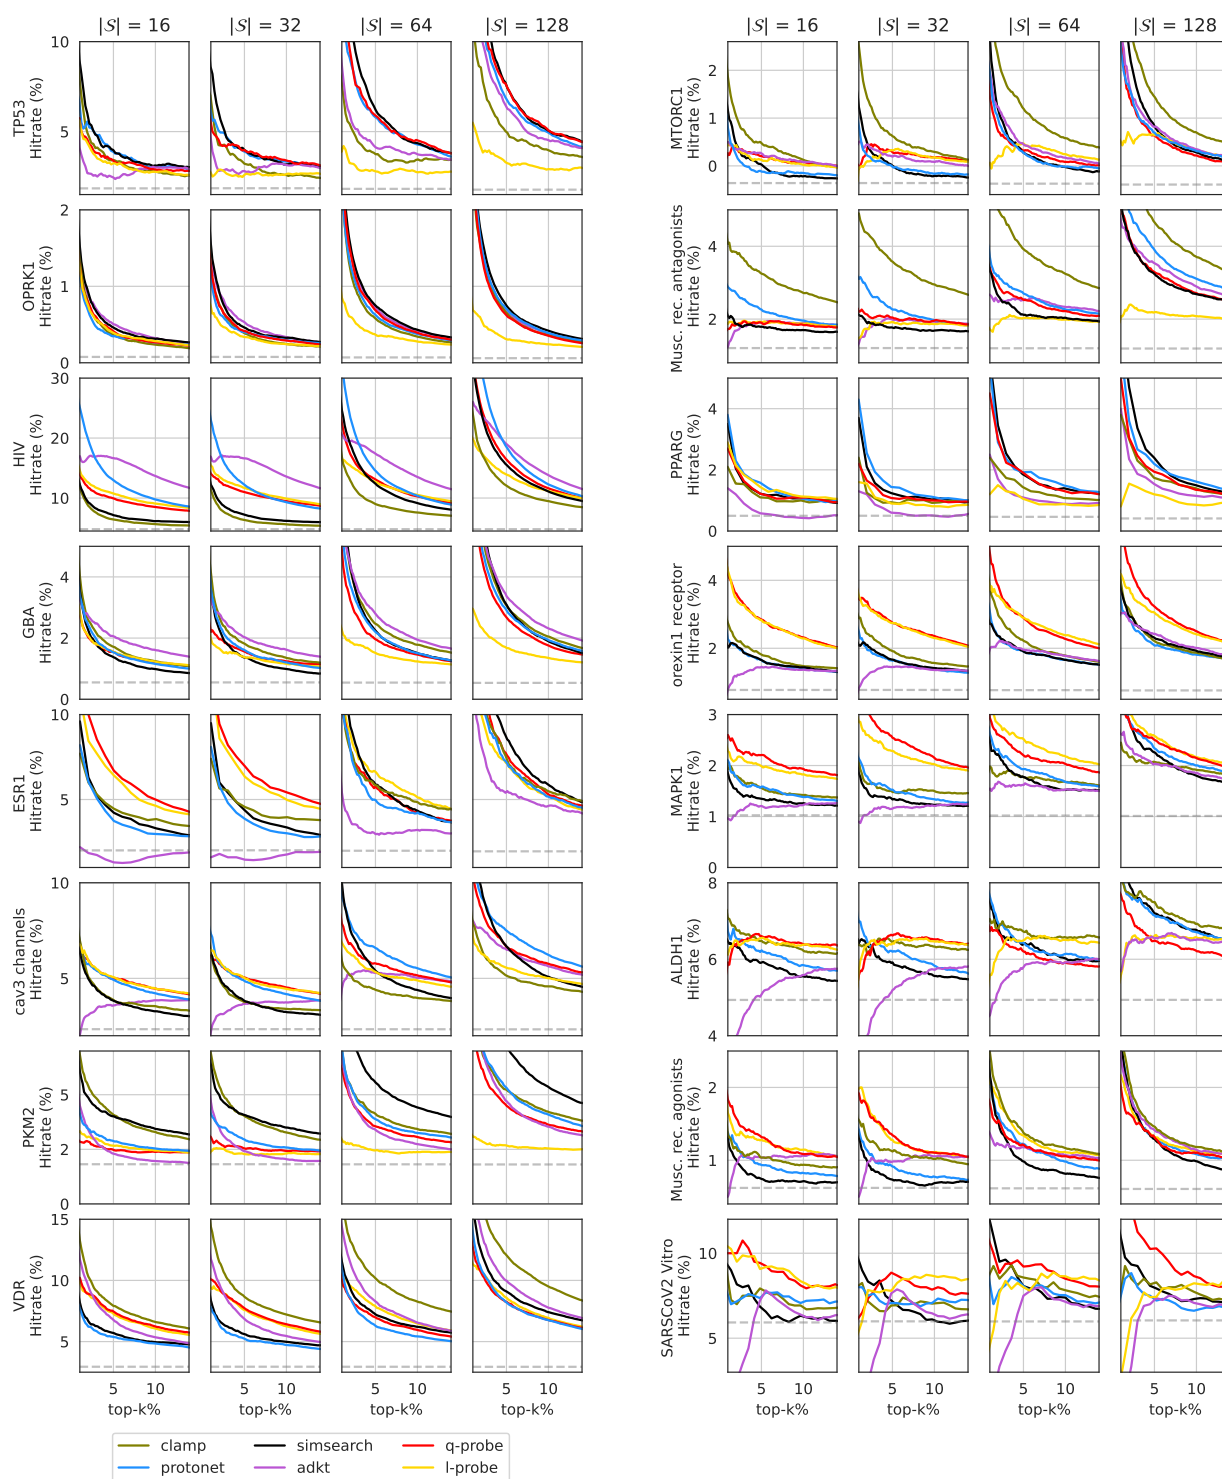 |S| = 16 |S| = 32 |S| = 64 |S| = 128
|S| = 16 |S| = 32 |S| = 64 |S| = 128
TP53
Hitrate (%)
10
5
OPRK1
Hitrate (%)
2
1
0
HIV
Hitrate (%)
30
20
10
GBA
Hitrate (%)
4
2
0
ESR1
Hitrate (%)
10
5
cav3 channels
Hitrate (%)
10
5
PKM2
Hitrate (%)
5
2
0
VDR
Hitrate (%)
15
10
5
5 10 5 10 5 10 5 10
top-k% top-k% top-k% top-k%
MTORC1
Hitrate (%)
2
1
0
Musc. rec. antagonists
Hitrate (%)
4
2
PPARG
Hitrate (%)
4
2
0
orexin1 receptor
Hitrate (%)
4
2
MAPK1
Hitrate (%)
3
2
1
0
ALDH1
Hitrate (%)
8
6
4
Musc. rec. agonists
Hitrate (%)
2
1
SARSCoV2 Vitro
Hitrate (%)
10
5
5 10 5 10 5 10 5 10
top-k% top-k% top-k% top-k%
clamp simsearch q-probe
protonet adkt l-probe